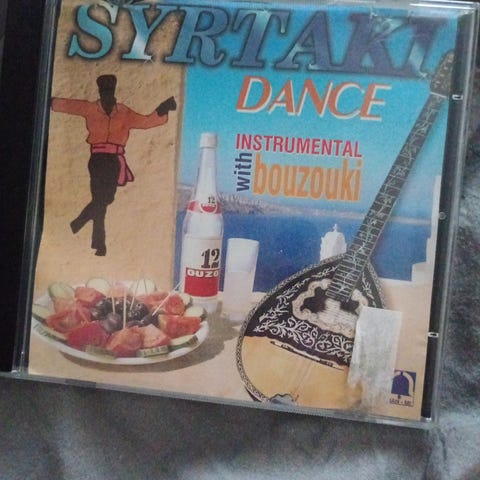 SYRTAKI
DANCE
INSTRUMENTAL
with bouzouki
12
12
OUZO